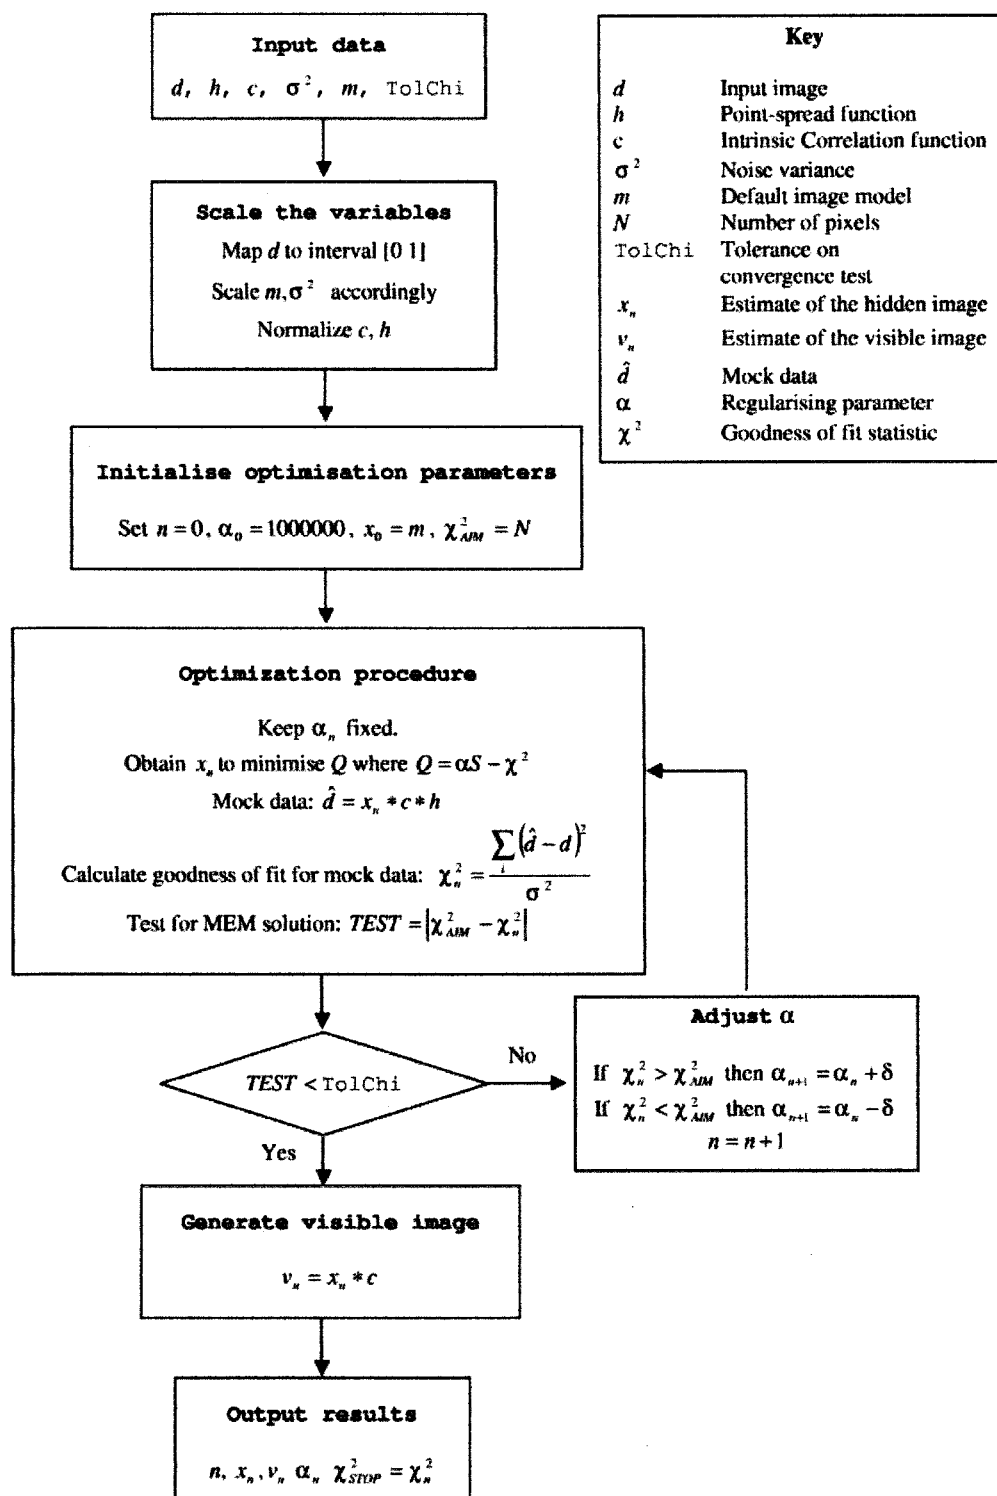 Input data
d, h, c, σ², m, TolChi
Key
d Input image
h Point-spread function
c Intrinsic Correlation function
σ² Noise variance
m Default image model
N Number of pixels
TolChi Tolerance on
convergence test
xₙ Estimate of the hidden image
vₙ Estimate of the visible image
d̂ Mock data
α Regularising parameter
χ² Goodness of fit statistic
Scale the variables
Map d to interval [0 1]
Scale m,σ² accordingly
Normalize c, h
Initialise optimisation parameters
Set n = 0, α₀ = 1000000, x₀ = m, χ²_AIM = N
Optimization procedure
Keep αₙ fixed.
Obtain xₙ to minimise Q where Q = αS − χ²
Mock data: d̂ = xₙ * c * h
Calculate goodness of fit for mock data: χₙ² = ∑ᵢ(d̂ − d)² / σ²
Test for MEM solution: TEST = |χ²_AIM − χₙ²|
TEST < TolChi
No
Yes
Adjust α
If χₙ² > χ²_AIM then αₙ₊₁ = αₙ + δ
If χₙ² < χ²_AIM then αₙ₊₁ = αₙ − δ
n = n + 1
Generate visible image
vₙ = xₙ * c
Output results
n, xₙ, vₙ αₙ χ²_STOP = χₙ²